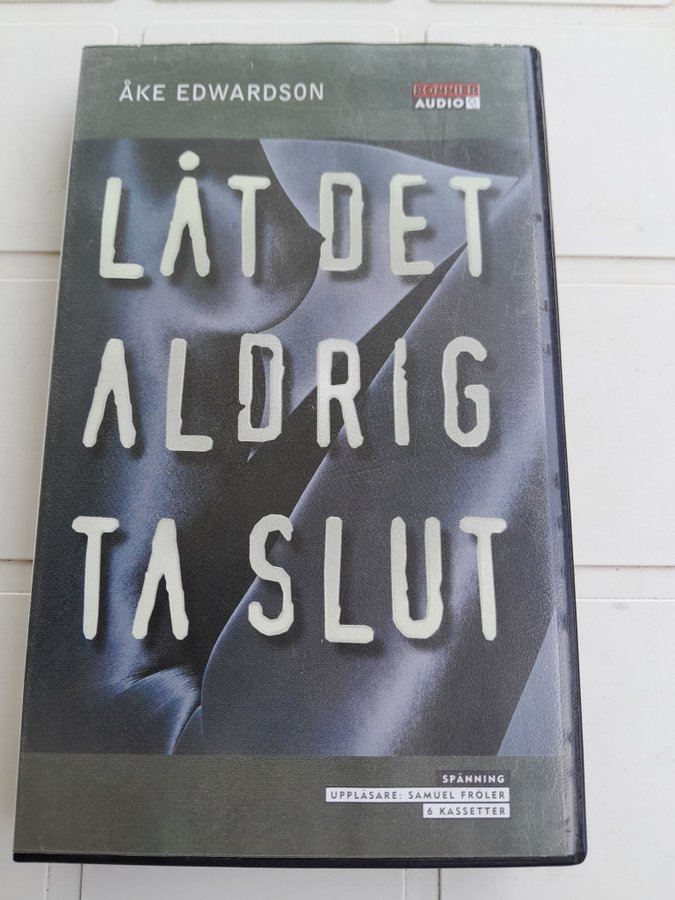 ÅKE EDWARDSON
BONNIER
AUDIO
LÅT DET
ALDRIG
TA SLUT
SPÄNNING
UPPLÄSARE: SAMUEL FRÖLER
6 KASSETTER